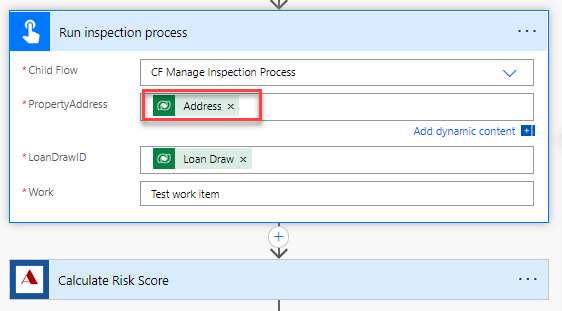 Run inspection process
* Child Flow
CF Manage Inspection Process
* PropertyAddress
Address ×
Add dynamic content
* LoanDrawID
Loan Draw ×
* Work
Test work item
A Calculate Risk Score